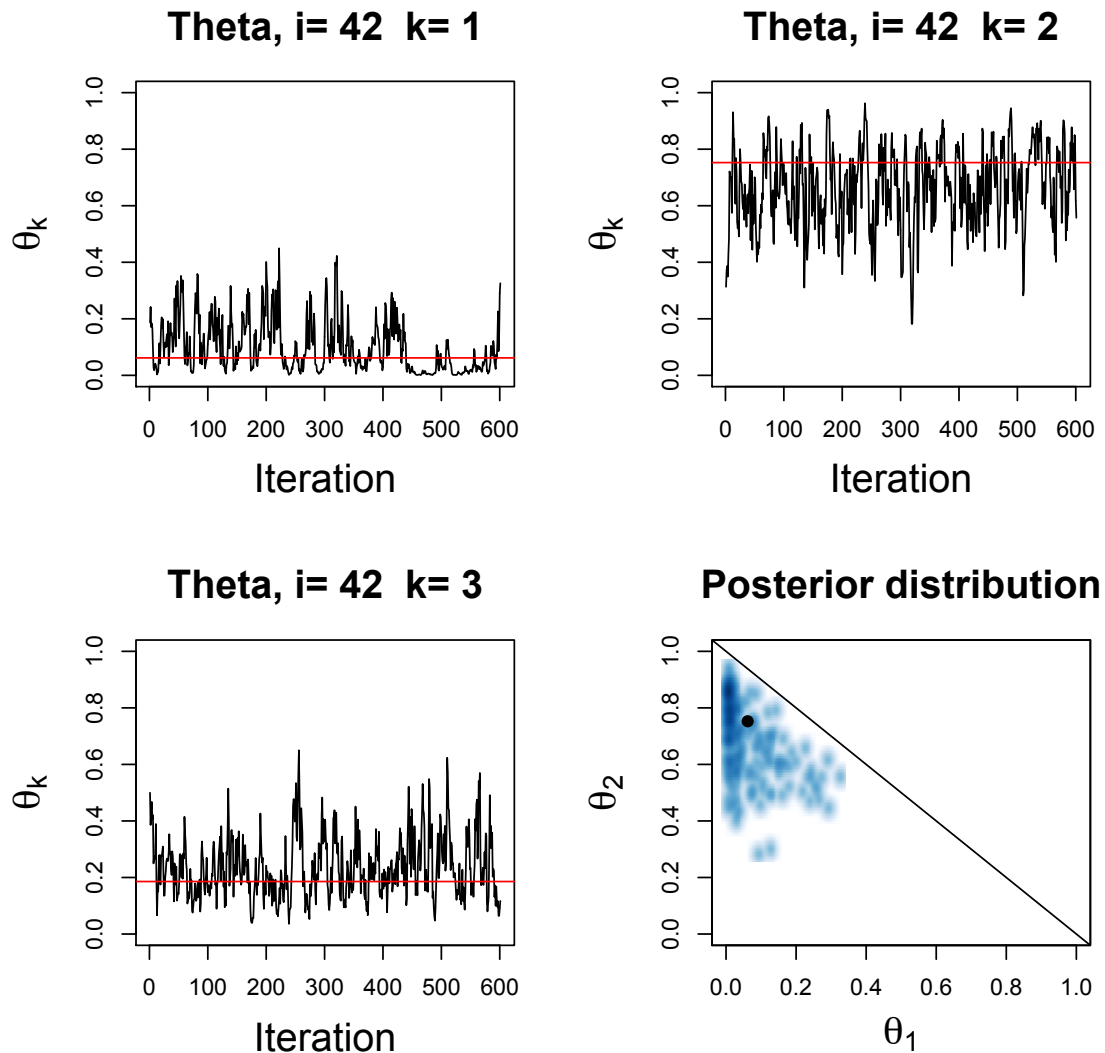 Theta, i= 42 k= 1
θk
0.0 0.2 0.4 0.6 0.8 1.0
0 100 200 300 400 500 600
Iteration
Theta, i= 42 k= 2
θk
0.0 0.2 0.4 0.6 0.8 1.0
0 100 200 300 400 500 600
Iteration
Theta, i= 42 k= 3
θk
0.0 0.2 0.4 0.6 0.8 1.0
0 100 200 300 400 500 600
Iteration
Posterior distribution
θ2
0.0 0.2 0.4 0.6 0.8 1.0
0.0 0.2 0.4 0.6 0.8 1.0
θ1